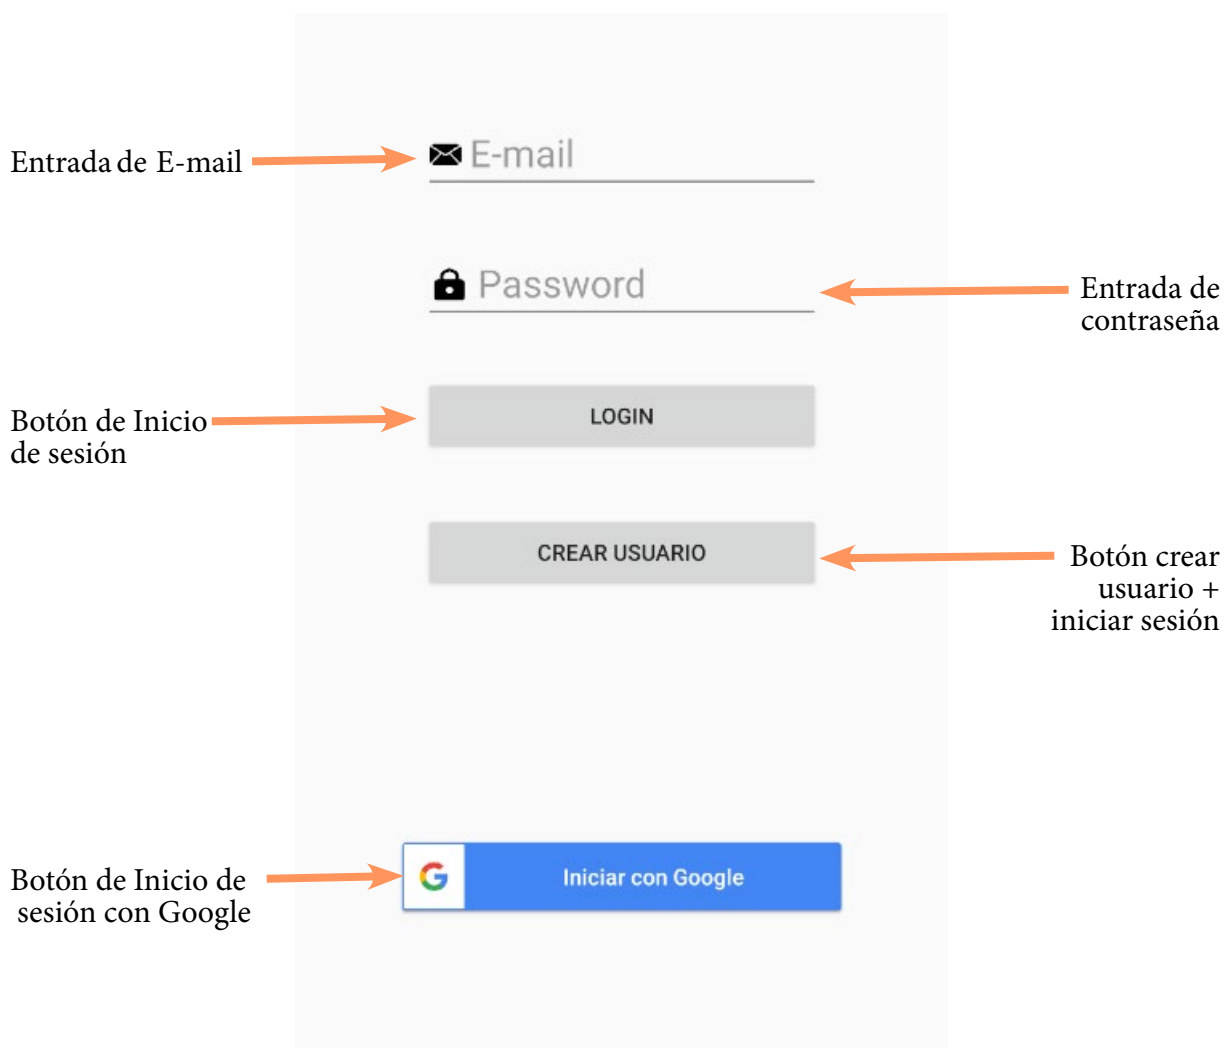 Entrada de E-mail
E-mail
Password
Entrada de
contraseña
Botón de Inicio
de sesión
LOGIN
CREAR USUARIO
Botón crear
usuario +
iniciar sesión
Botón de Inicio de
sesión con Google
G
Iniciar con Google